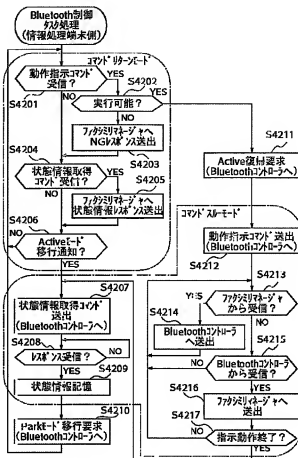 Bluetooth制御
タスク処理
(情報処理端末側)
コマンドリターンモード
動作指示コマンド
受信?
YES
S4202
S4201
NO
実行可能?
YES
NO
S4204
ファクシミリマネージャへ
NGレスポンス送出
S4203
状態情報取得
コマンド受信?
YES
S4205
NO
ファクシミリマネージャへ
状態情報レスポンス送出
S4206
Activeモード
移行通知?
NO
YES
S4211
Active復帰要求
(Bluetoothコントローラへ)
コマンドスルーモード
動作指示コマンド送出
(Bluetoothコントローラへ)
S4212
S4207
状態情報取得コマンド
送出
(Bluetoothコントローラへ)
S4208
レスポンス受信?
NO
YES
S4209
状態情報記憶
S4210
Parkモード移行要求
(Bluetoothコントローラへ)
S4213
ファクシミリマネージャ
から受信?
YES
NO
S4214
Bluetoothコントローラ
へ送出
S4215
Bluetoothコントローラ
から受信?
NO
YES
S4216
ファクシミリマネージャへ
送出
S4217
指示動作終了?
NO
YES